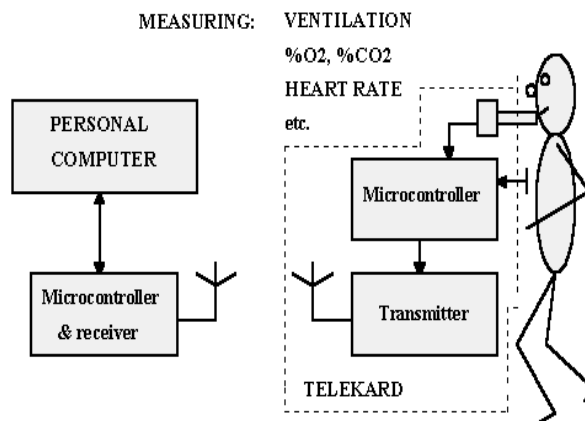 MEASURING: VENTILATION
%O2, %CO2
HEART RATE
etc.
PERSONAL
COMPUTER
Microcontroller
Microcontroller
& receiver
Transmitter
TELEKARD